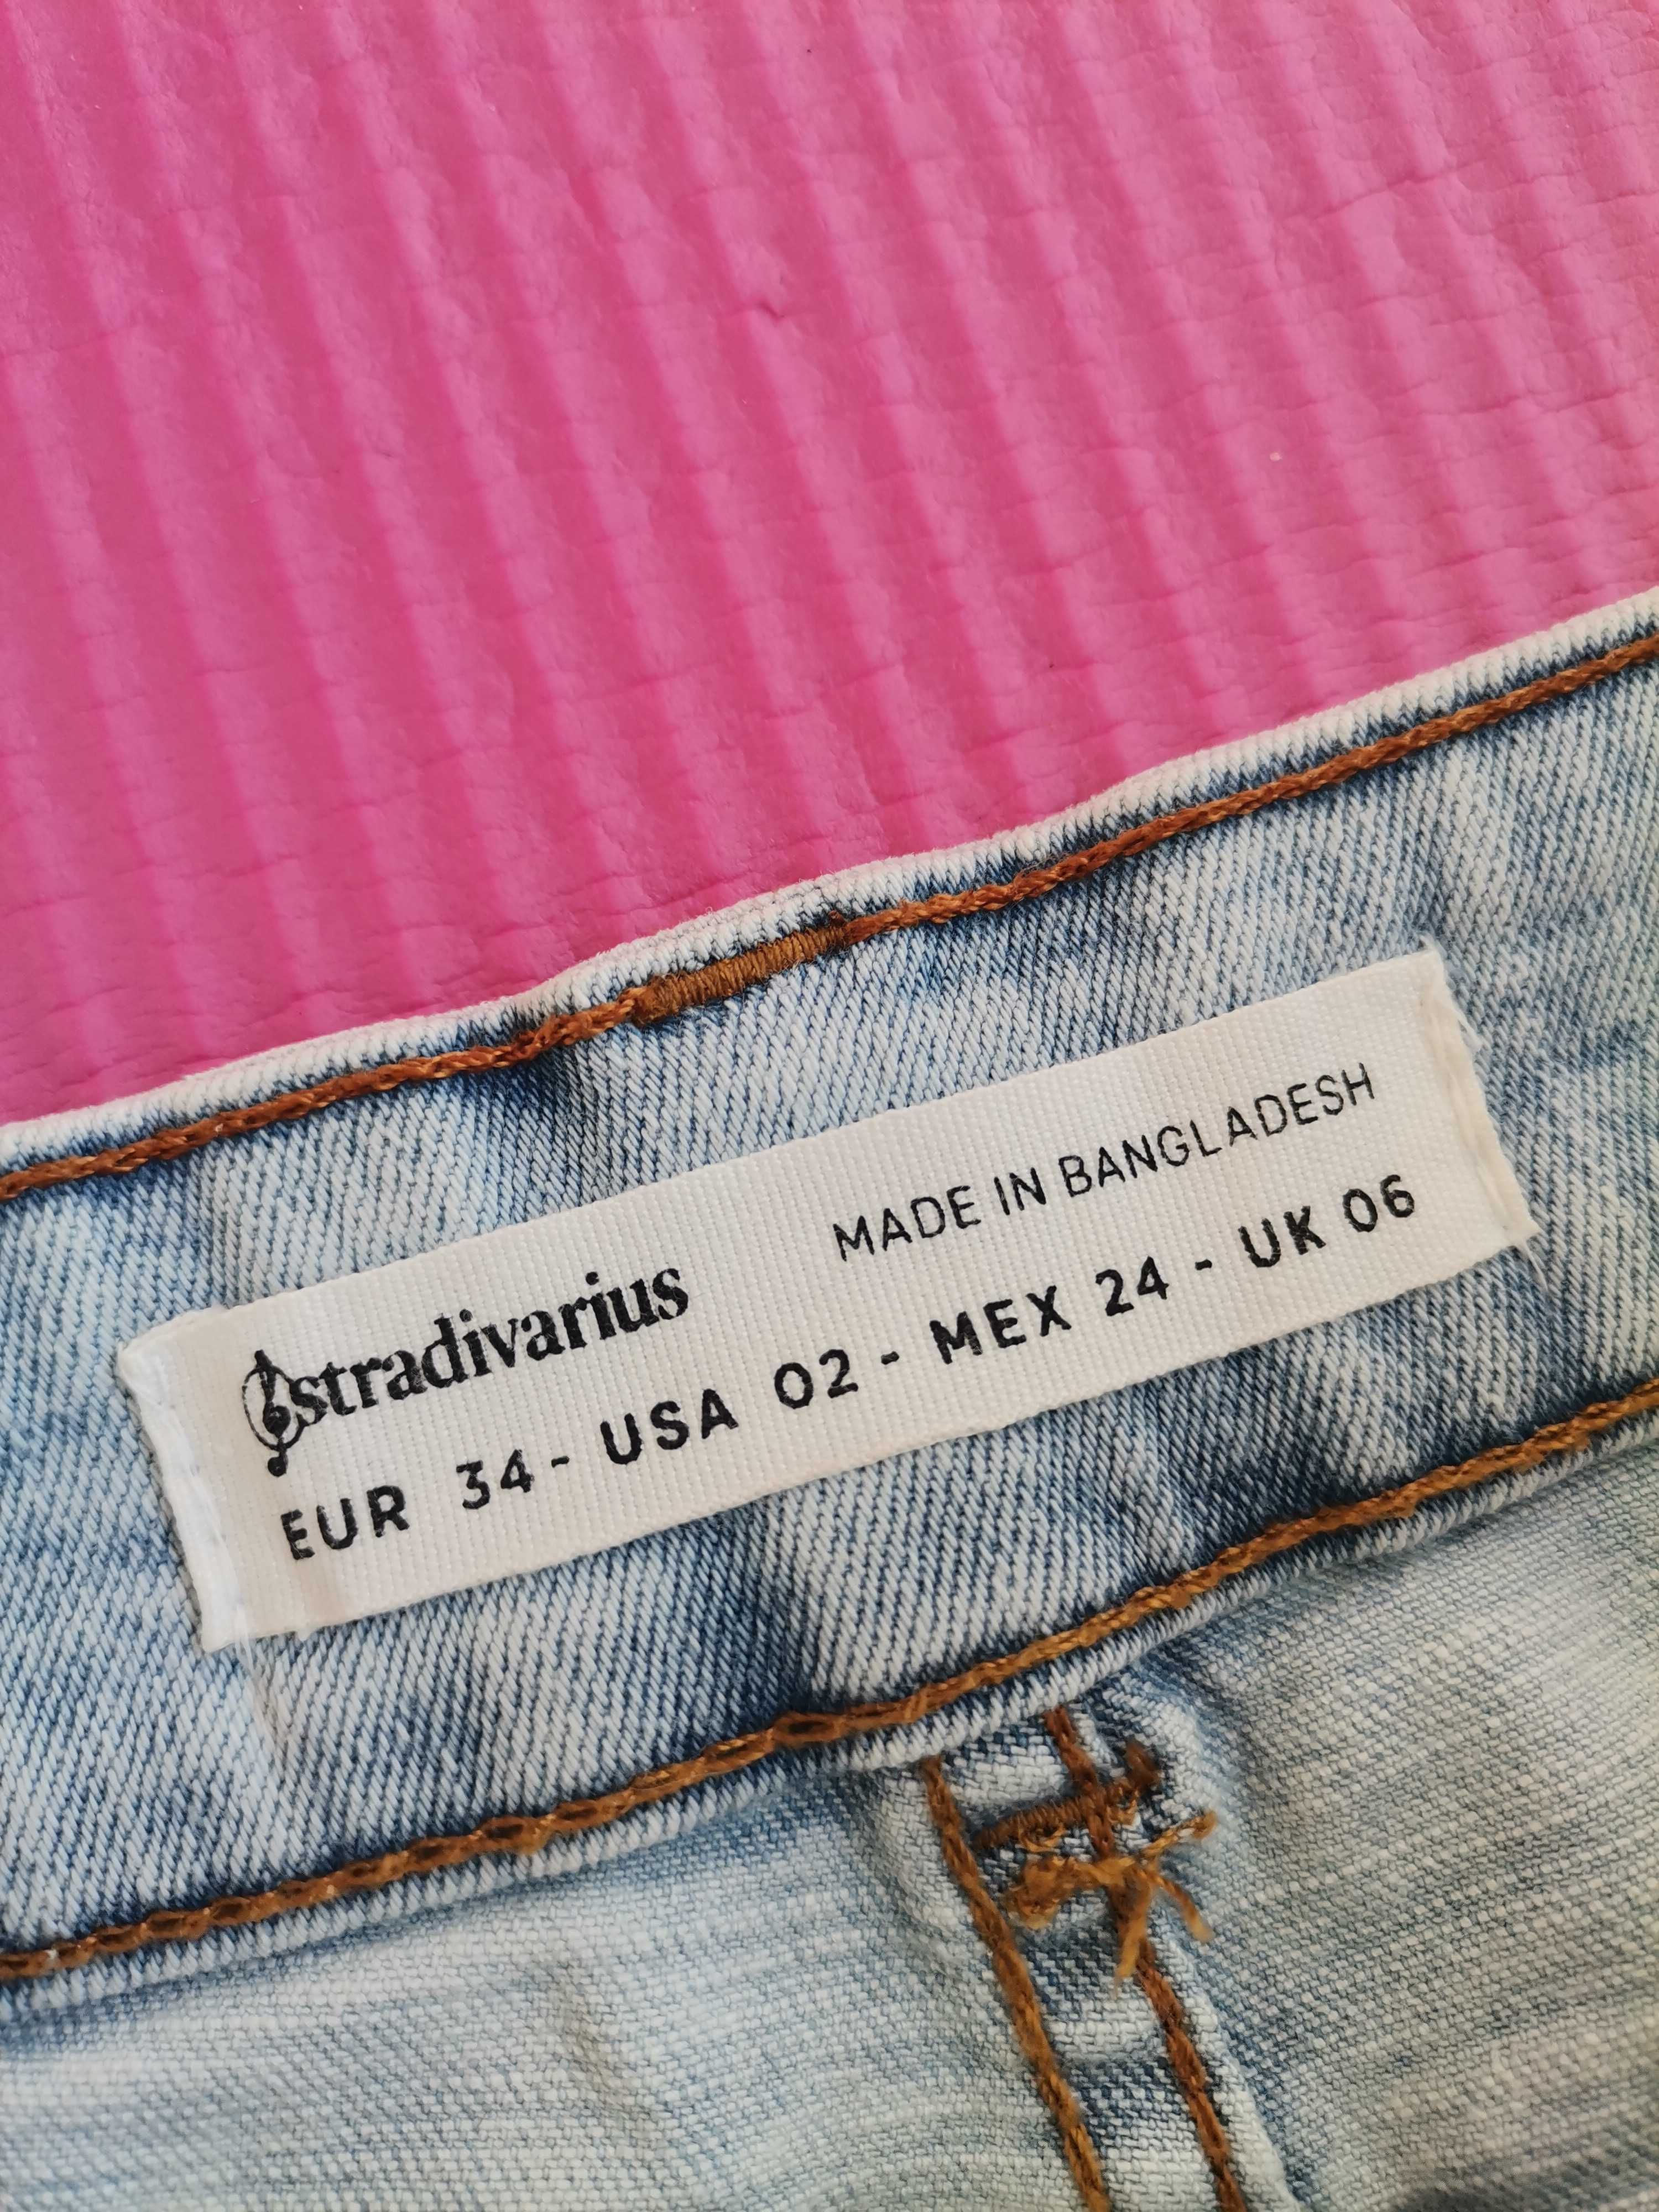 stradivarius
MADE IN BANGLADESH
EUR 34 - USA 02 - MEX 24 - UK 06